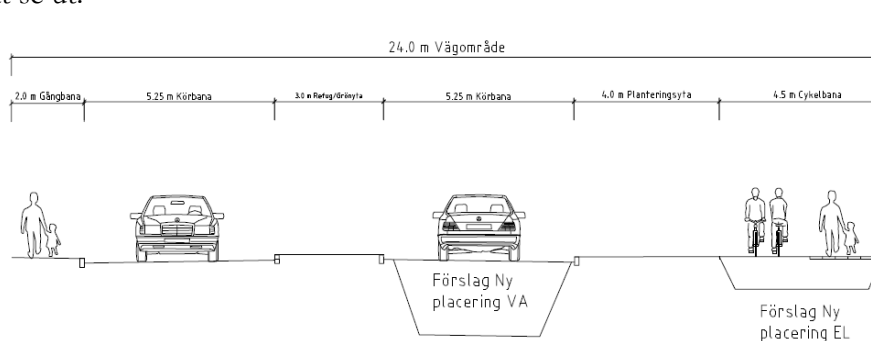 24.0 m Vägområde
2.0 m Gångbana
5.25 m Körbana
3.0 m Refug/Grönyta
5.25 m Körbana
4.0 m Planteringsyta
4.5 m Cykelbana
Förslag Ny
placering VA
Förslag Ny
placering EL